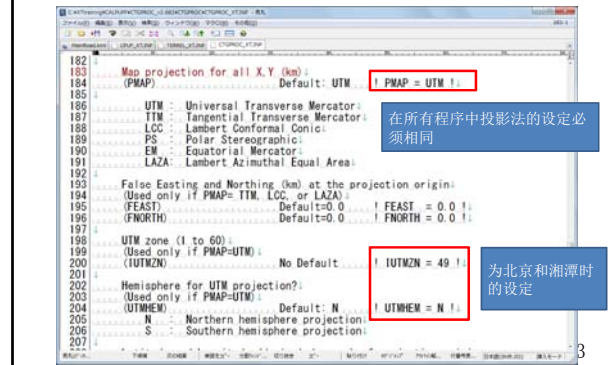 182
183 Map projection for all X,Y (km)
184 (PMAP) Default: UTM ! PMAP = UTM !
185
186 UTM : Universal Transverse Mercator
187 TTM : Tangential Transverse Mercator
188 LCC : Lambert Conformal Conic
189 PS : Polar Stereographic
190 EM : Equatorial Mercator
191 LAZA: Lambert Azimuthal Equal Area
192
193 False Easting and Northing (km) at the projection origin
194 (Used only if PMAP= TTM, LCC, or LAZA)
195 (FEAST) Default=0.0 ! FEAST = 0.0 !
196 (FNORTH) Default=0.0 ! FNORTH = 0.0 !
197
198 UTM zone (1 to 60)
199 (Used only if PMAP=UTM)
200 (IUTMZN) No Default ! IUTMZN = 49 !
201
202 Hemisphere for UTM projection?
203 (Used only if PMAP=UTM)
204 (UTMHEM) Default: N ! UTMHEM = N !
205 N : Northern hemisphere projection
206 S : Southern hemisphere projection
207
在所有程序中投影法的设定必
须相同
为北京和湘潭时
的设定
3